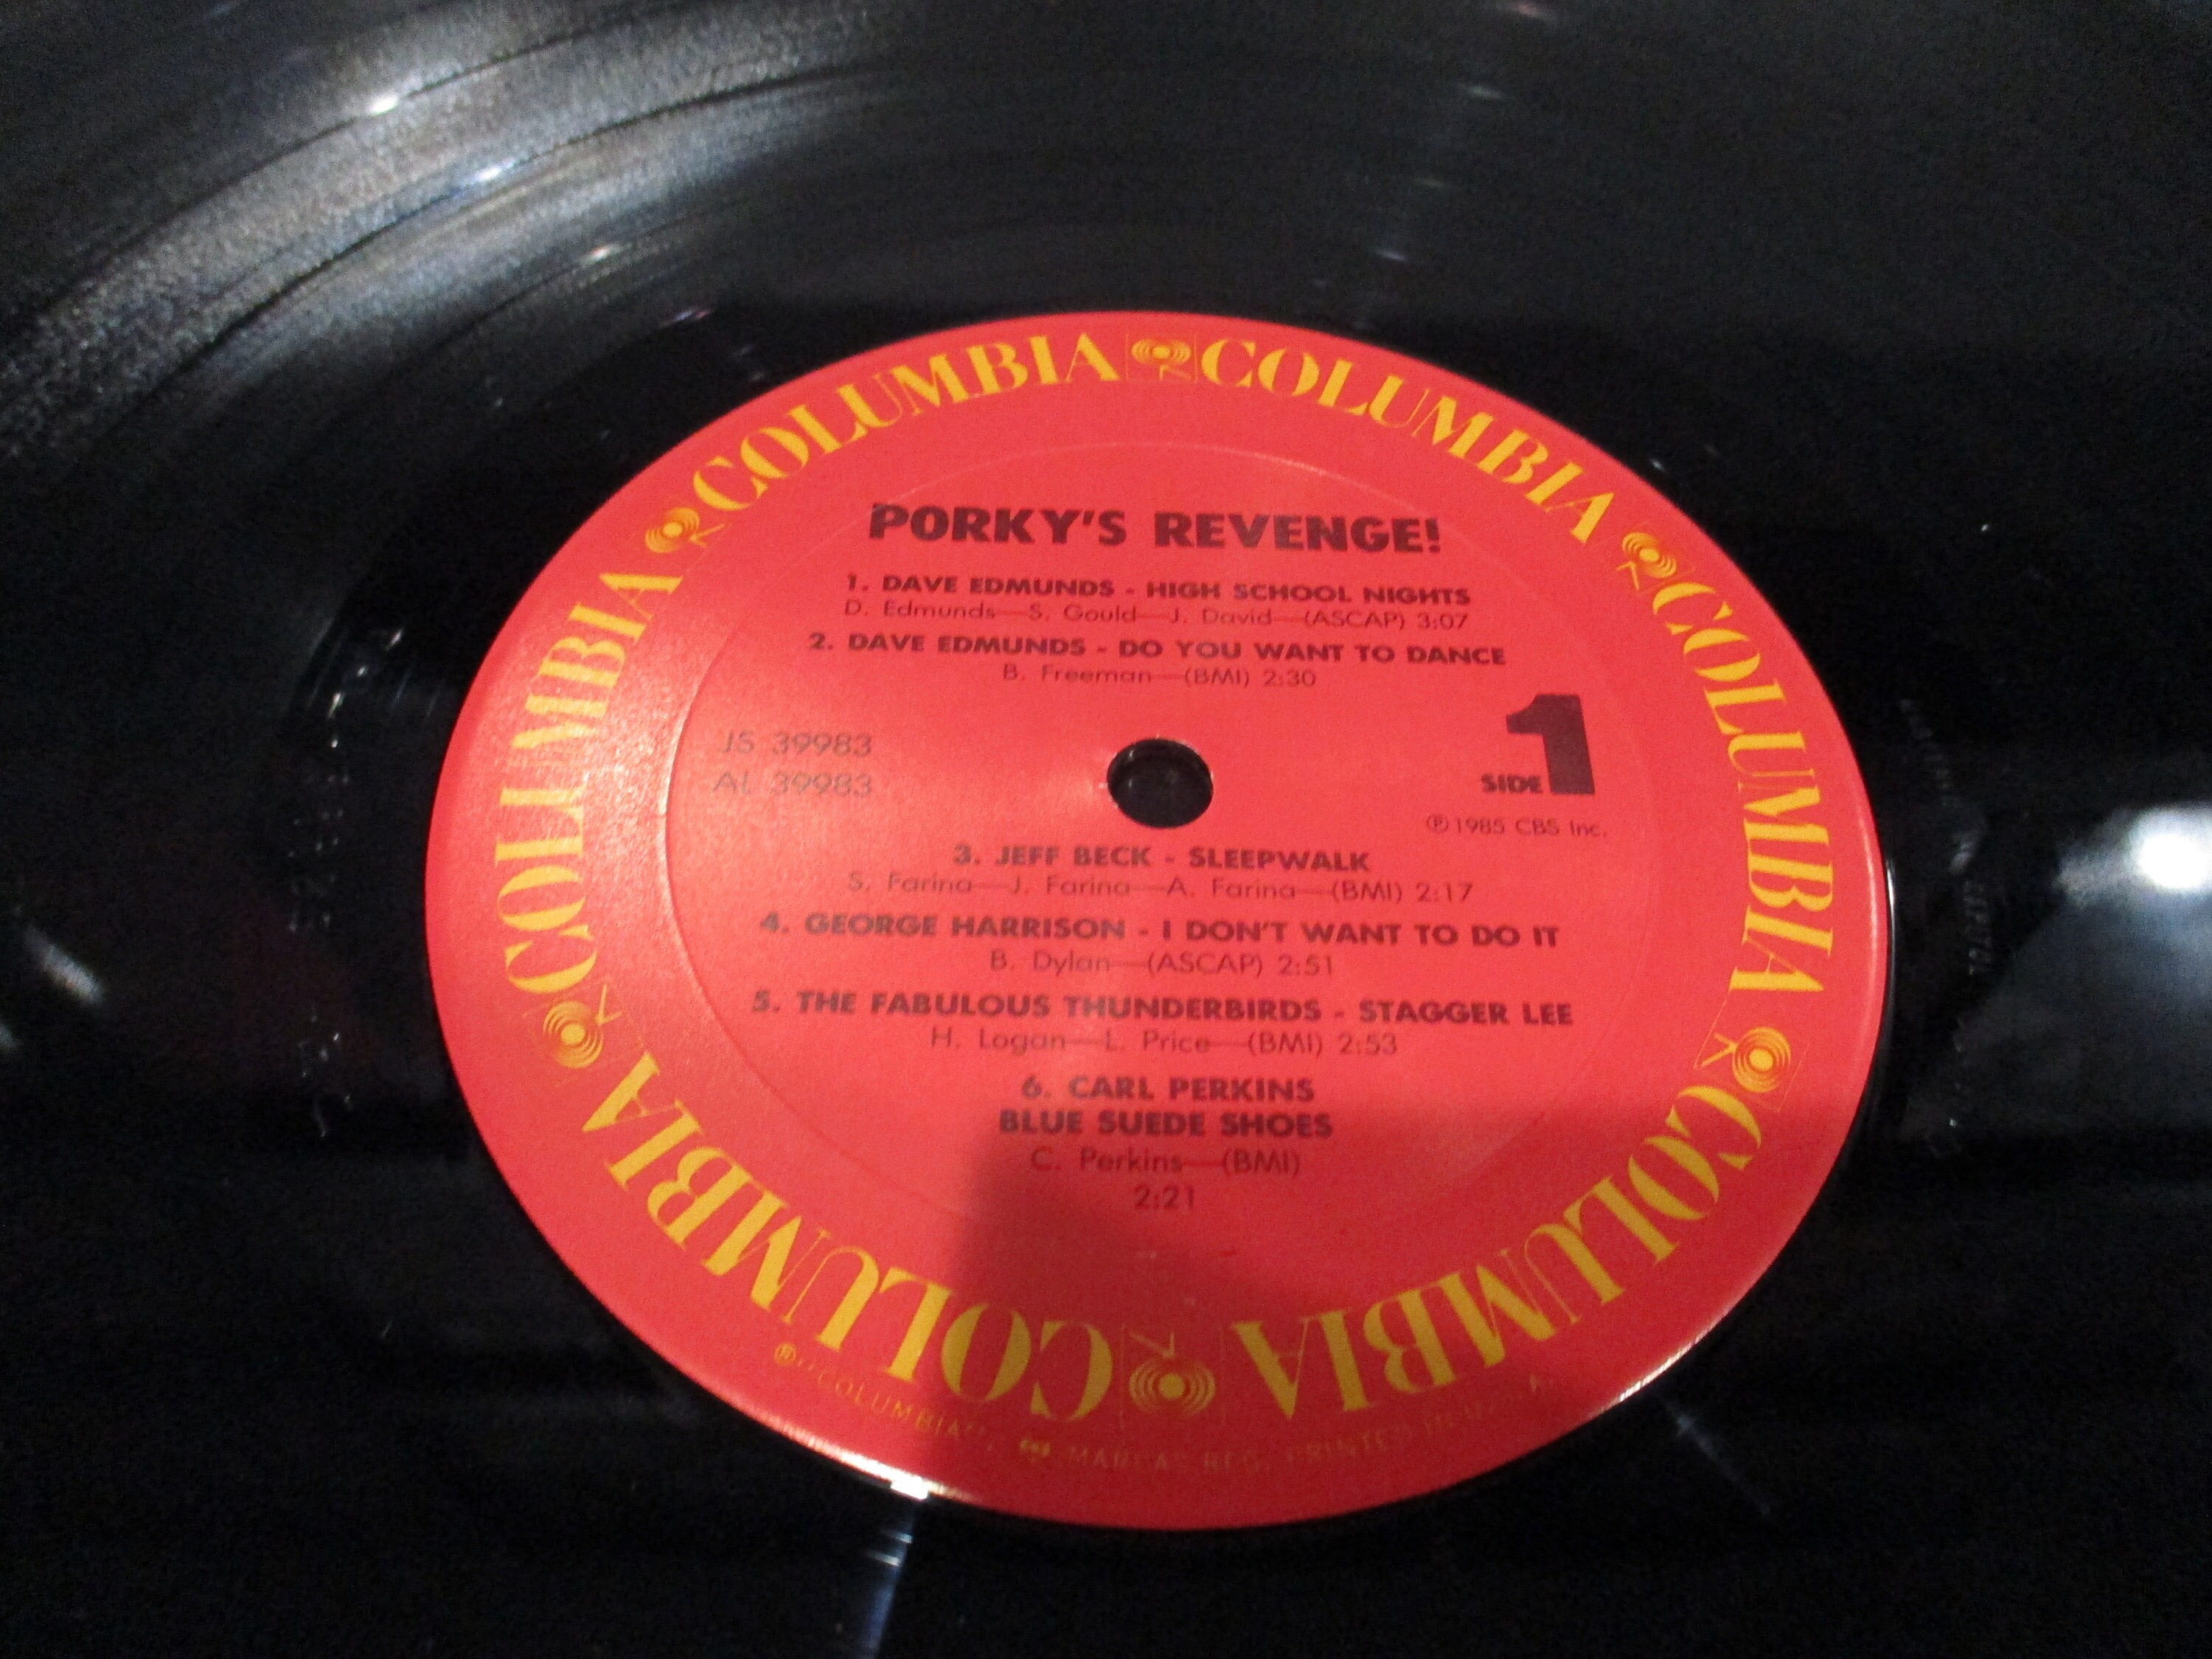 COLUMBIA COLUMBIA COLUMBIA COLUMBIA COLUMBIA COLUMBIA
PORKY'S REVENGE!
1. DAVE EDMUNDS - HIGH SCHOOL NIGHTS
D. Edmunds—S. Gould—J. David—(ASCAP) 3:07
2. DAVE EDMUNDS - DO YOU WANT TO DANCE
B. Freeman—(BMI) 2:30
JS 39983
AL 39983
SIDE 1
℗1985 CBS Inc.
3. JEFF BECK - SLEEPWALK
S. Farina—J. Farina—A. Farina—(BMI) 2:17
4. GEORGE HARRISON - I DON'T WANT TO DO IT
B. Dylan—(ASCAP) 2:51
5. THE FABULOUS THUNDERBIRDS - STAGGER LEE
H. Logan—L. Price—(BMI) 2:53
6. CARL PERKINS
BLUE SUEDE SHOES
C. Perkins—(BMI)
2:21
®"COLUMBIA", MARCAS REG. PRINTED IN U.S.A.